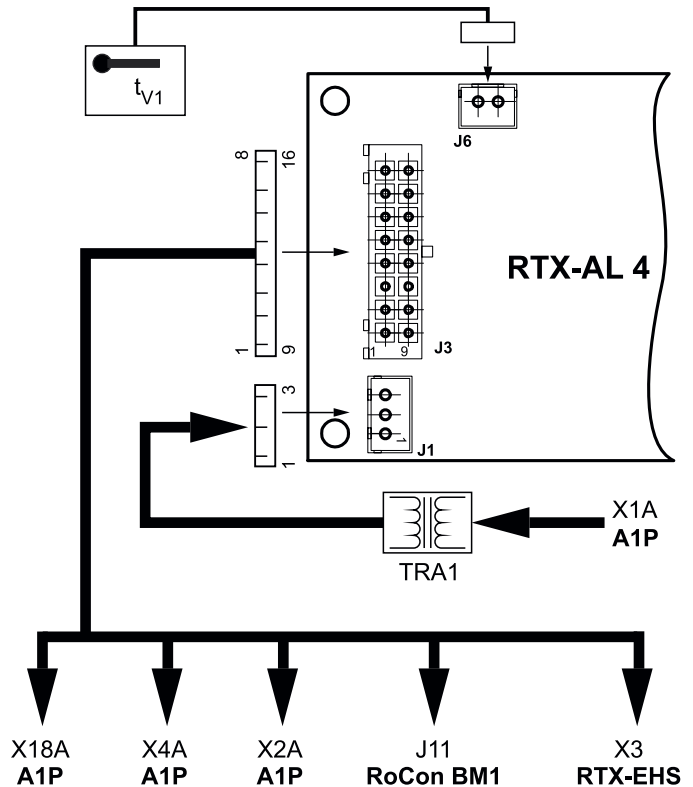 tV1
J6
8
16
RTX-AL 4
1
9
1
9
J3
3
1
1
J1
X1A
A1P
TRA1
X18A
A1P
X4A
A1P
X2A
A1P
J11
RoCon BM1
X3
RTX-EHS